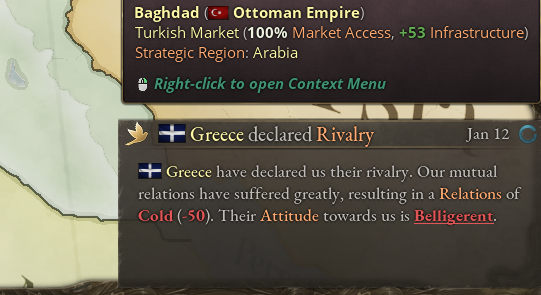 Baghdad (Ottoman Empire)
Turkish Market (100% Market Access, +53 Infrastructure)
Strategic Region: Arabia
Right-click to open Context Menu
Greece declared Rivalry Jan 12
Greece have declared us their rivalry. Our mutual
relations have suffered greatly, resulting in a Relations of
Cold (-50). Their Attitude towards us is Belligerent.